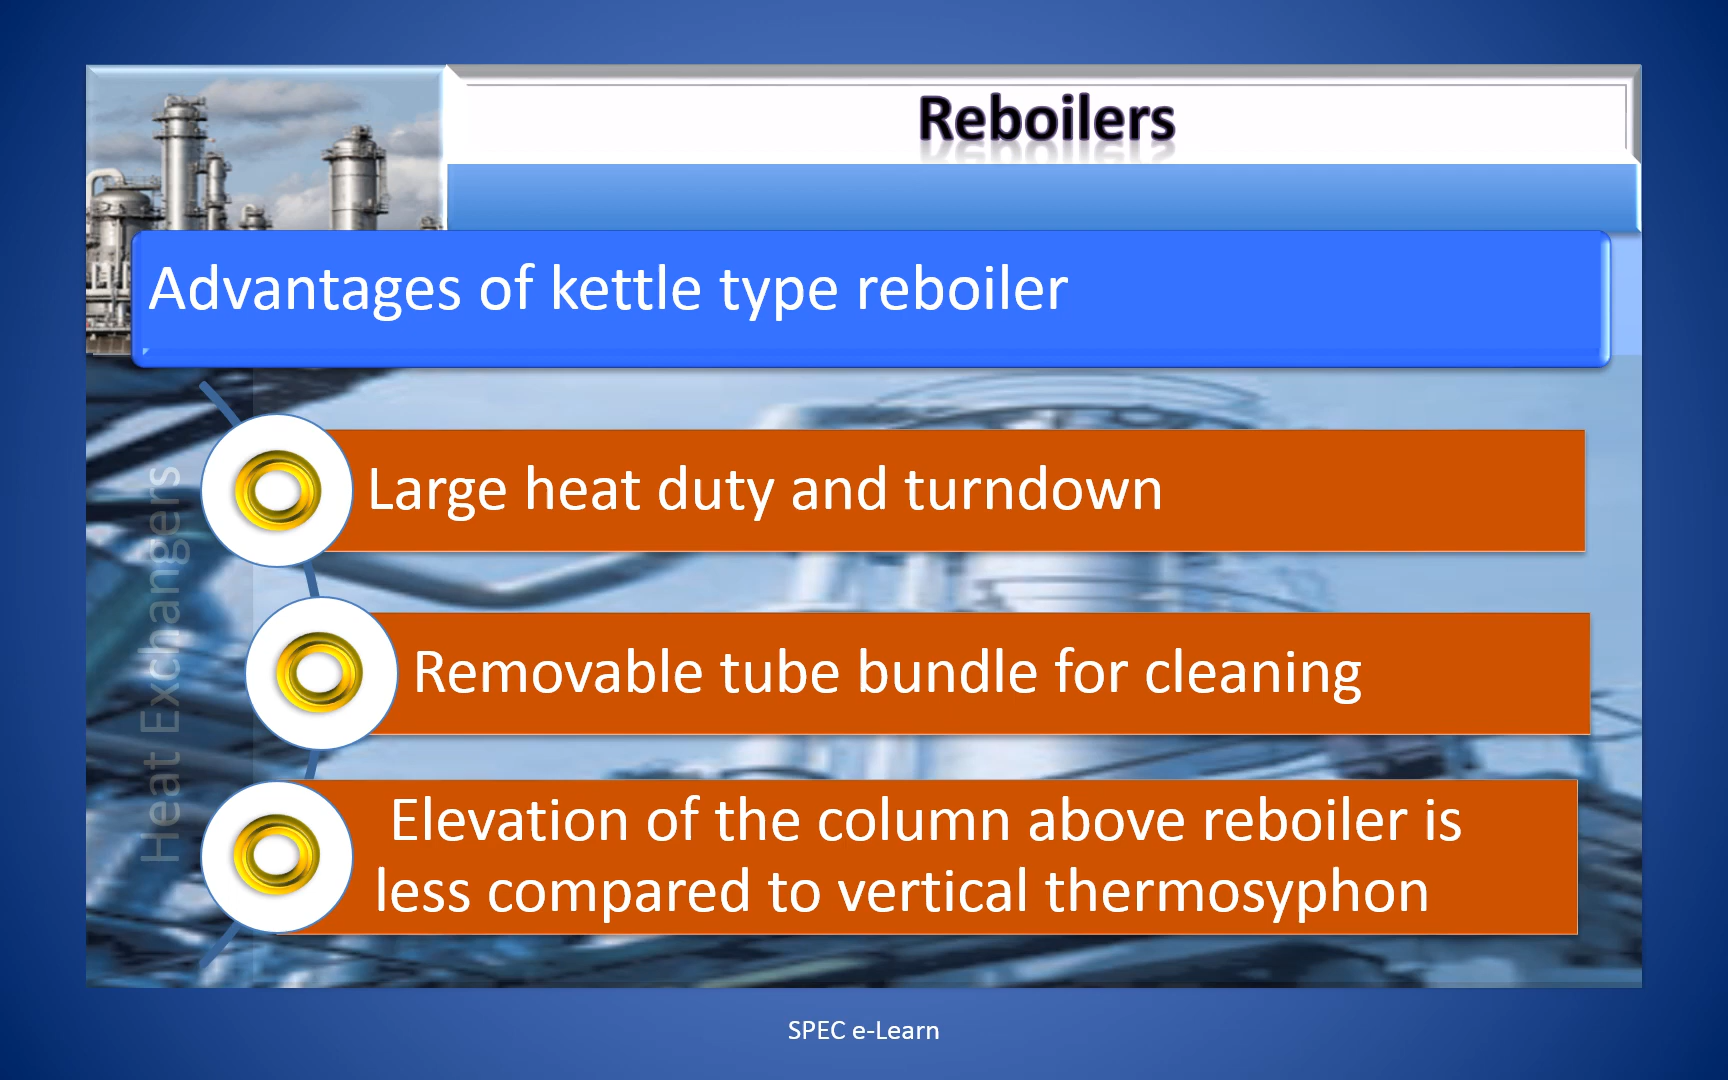 Reboilers
Advantages of kettle type reboiler
Large heat duty and turndown
Removable tube bundle for cleaning
Elevation of the column above reboiler is
less compared to vertical thermosyphon
Heat Exchangers
SPEC e-Learn